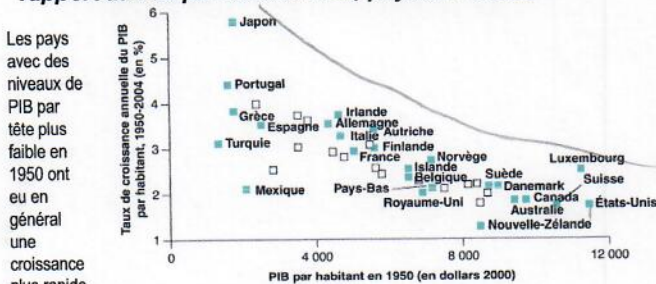 Les pays
avec des
niveaux de
PIB par
tête plus
faible en
1950 ont
eu en
général
une
croissance
plus rapide
Taux de croissance annuelle du PIB
par habitant, 1950-2004 (en %)
6
5
4
3
2
1
Japon
Portugal
Grèce
Espagne
Turquie
Mexique
Irlande
Allemagne
Italie
Autriche
Finlande
France
Norvège
Islande
Belgique
Pays-Bas
Royaume-Uni
Suède
Danemark
Luxembourg
Suisse
Canada
Australie
États-Unis
Nouvelle-Zélande
0
4 000
8 000
12 000
PIB par habitant en 1950 (en dollars 2000)